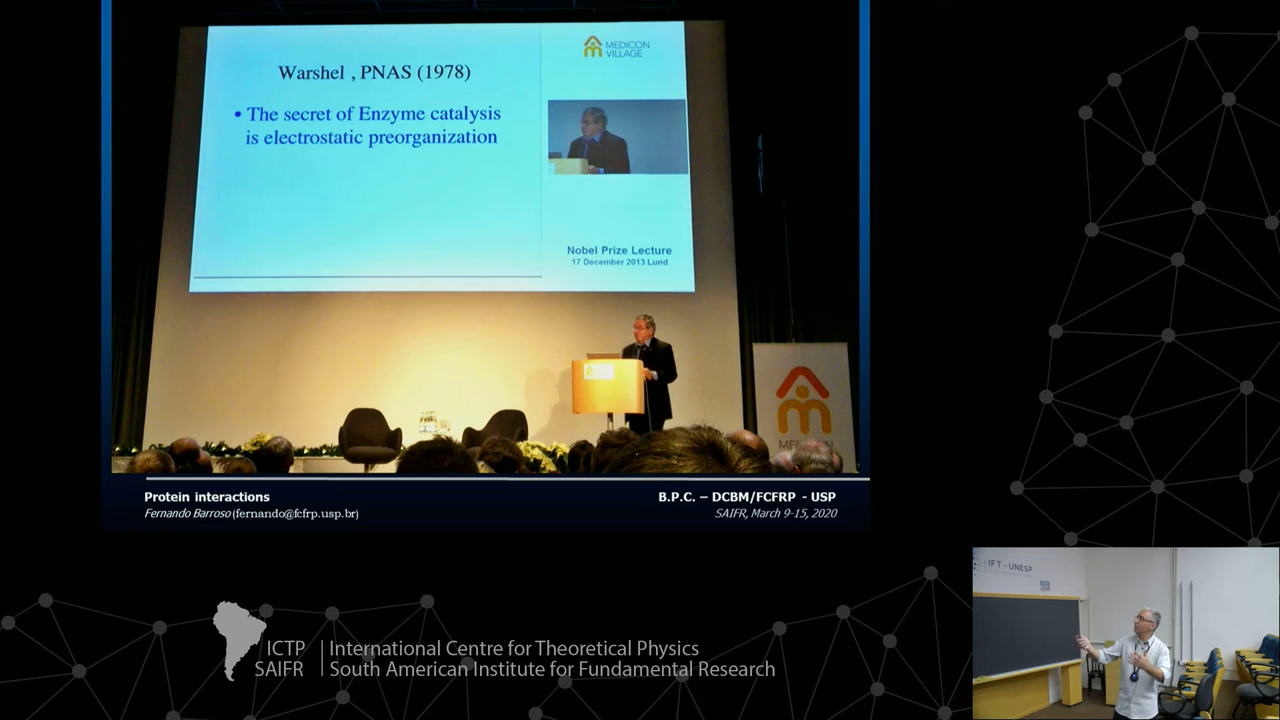 MEDICON
VILLAGE
Warshel , PNAS (1978)
• The secret of Enzyme catalysis
is electrostatic preorganization
Nobel Prize Lecture
17 December 2013 Lund
MEDICON
Protein interactions
Fernando Barroso (fernando@fcfrp.usp.br)
B.P.C. – DCBM/FCFRP - USP
SAIFR, March 9-15, 2020
IFT - UNESP
ICTP
SAIFR
International Centre for Theoretical Physics
South American Institute for Fundamental Research